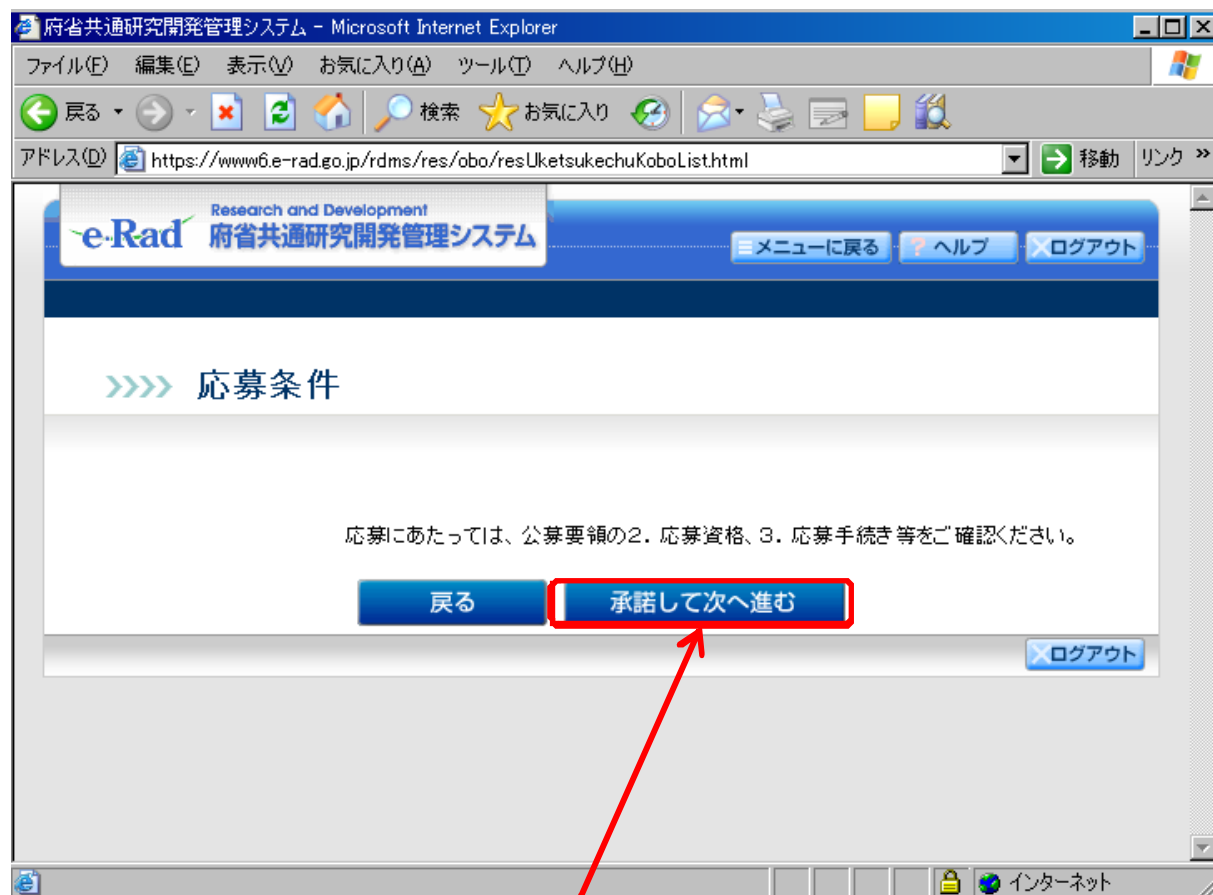 府省共通研究開発管理システム - Microsoft Internet Explorer
ファイル(F) 編集(E) 表示(V) お気に入り(A) ツール(T) ヘルプ(H)
戻る 検索 お気に入り
アドレス(D) https://www6.e-rad.go.jp/rdms/res/obo/resUketsukechuKoboList.html 移動 リンク »
Research and Development
e-Rad 府省共通研究開発管理システム
メニューに戻る ? ヘルプ ログアウト
>>>> 応募条件
応募にあたっては、公募要領の2．応募資格、3．応募手続き等をご確認ください。
戻る 承諾して次へ進む
ログアウト
インターネット